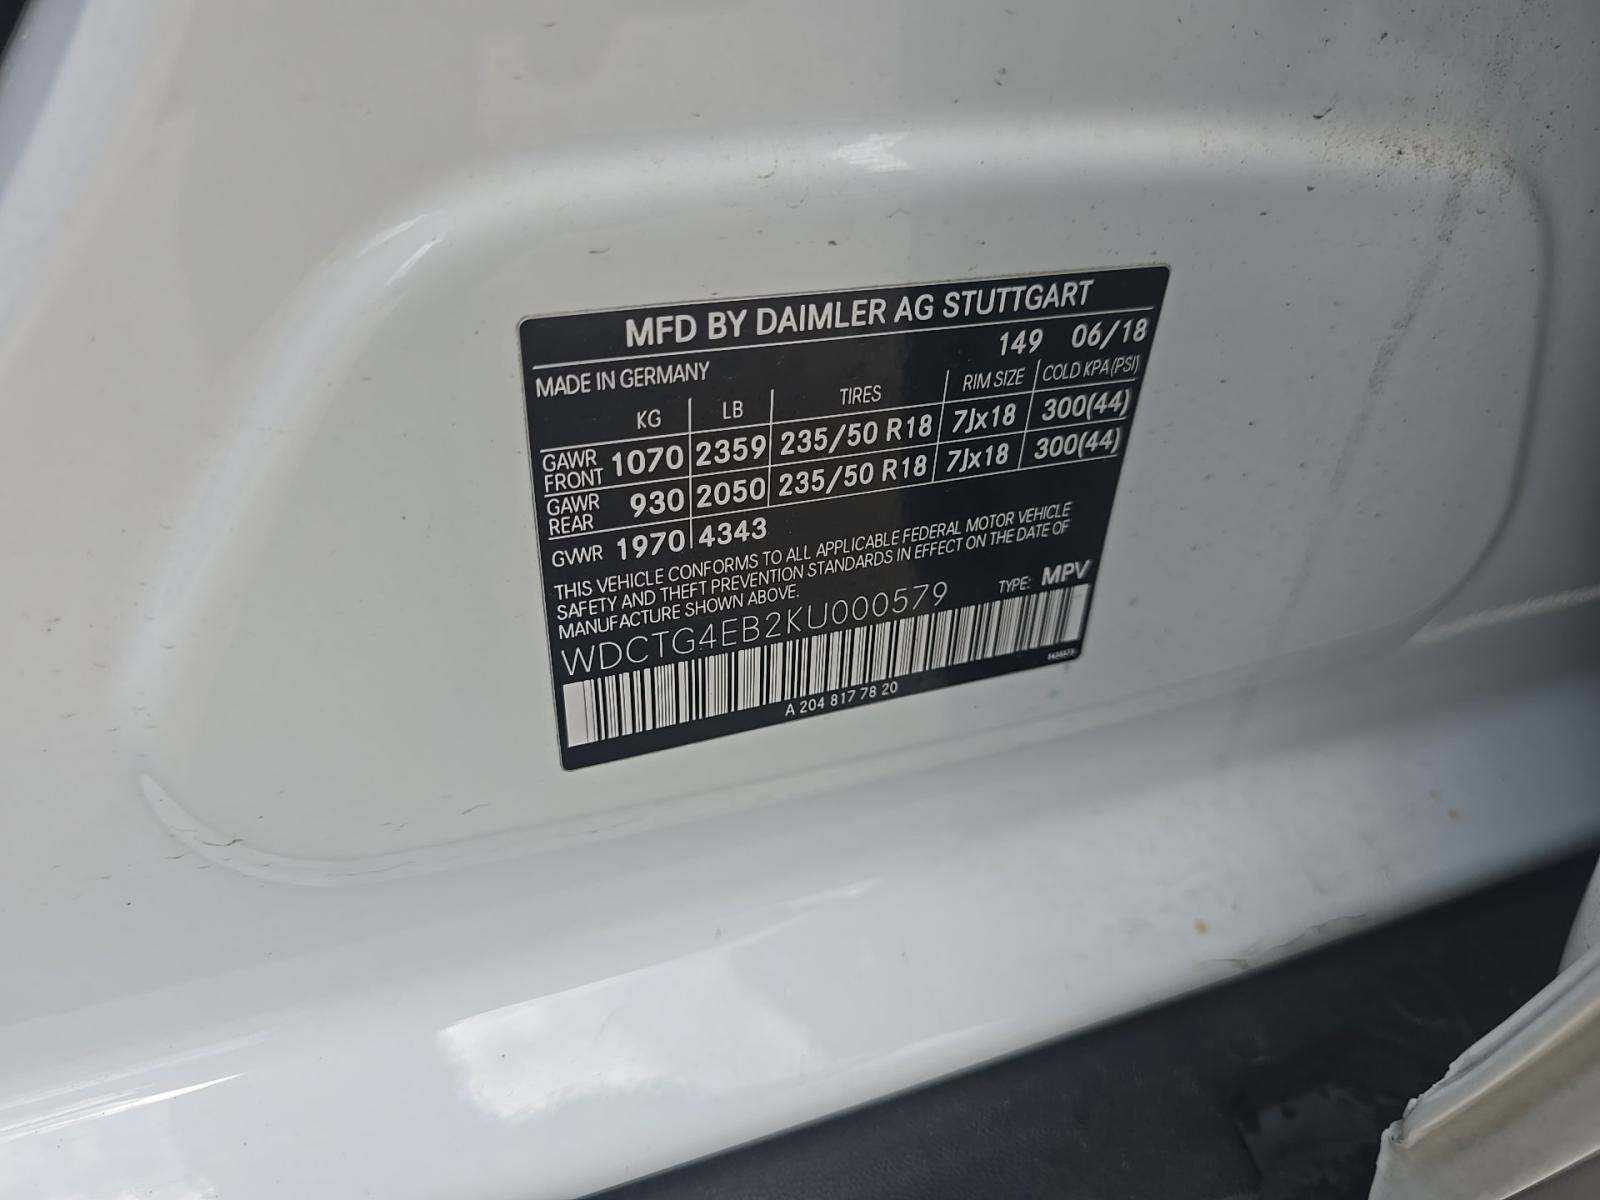 MFD BY DAIMLER AG STUTTGART
149 06/18
MADE IN GERMANY
KG LB TIRES RIM SIZE COLD KPA(PSI)
GAWR FRONT 1070 2359 235/50 R18 7Jx18 300(44)
GAWR REAR 930 2050 235/50 R18 7Jx18 300(44)
GVWR 1970 4343
THIS VEHICLE CONFORMS TO ALL APPLICABLE FEDERAL MOTOR VEHICLE
SAFETY AND THEFT PREVENTION STANDARDS IN EFFECT ON THE DATE OF
MANUFACTURE SHOWN ABOVE.
WDCTG4EB2KU000579 TYPE: MPV
A 204 817 78 20